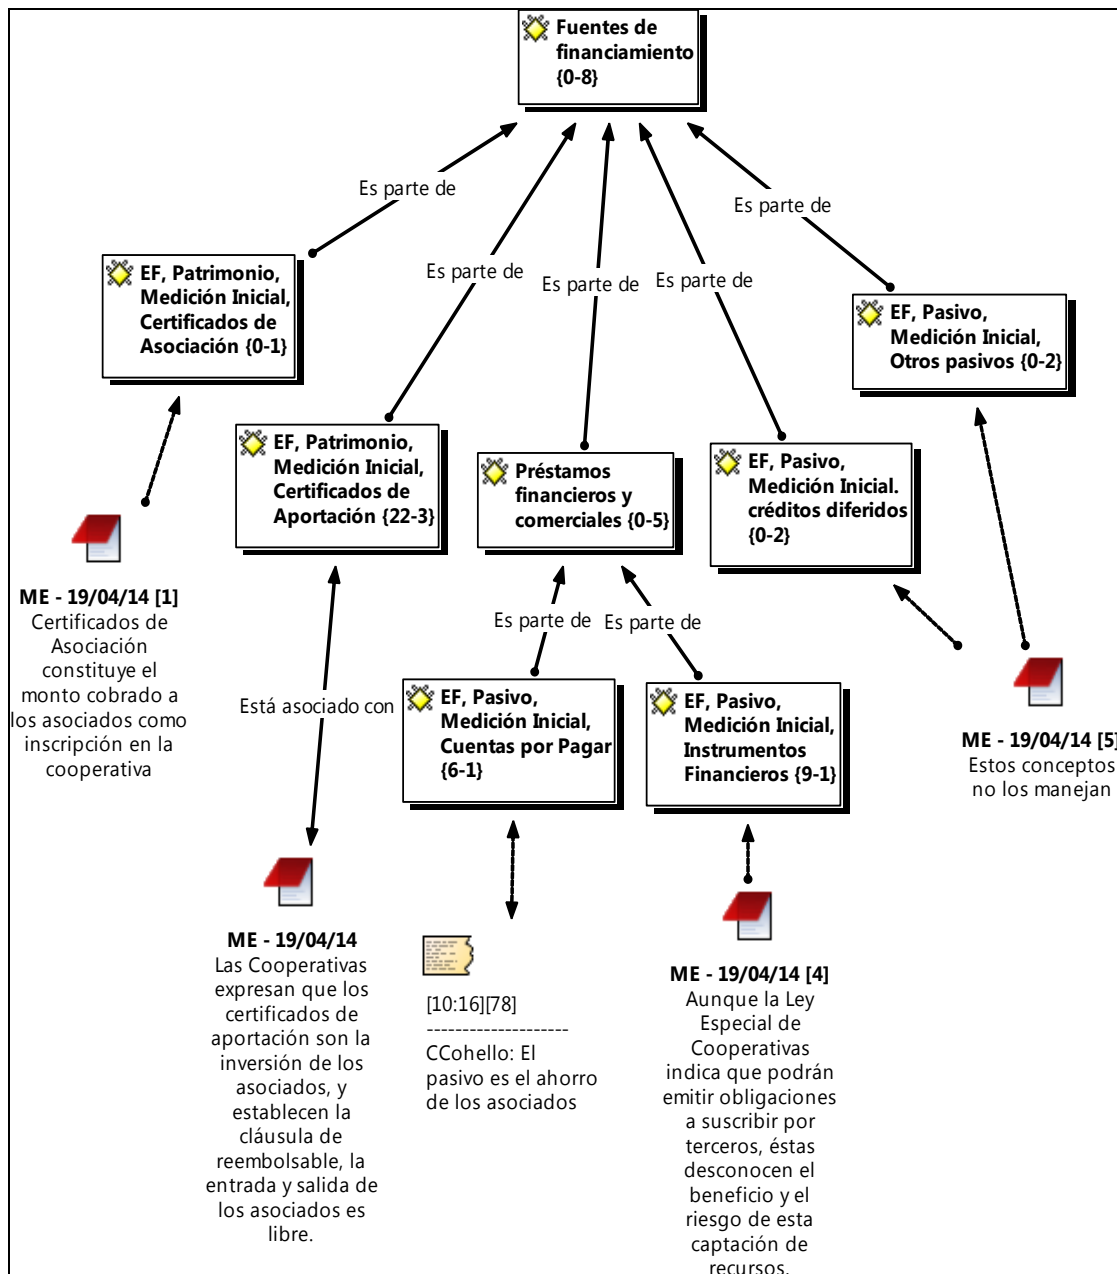 Fuentes de
financiamiento
{0-8}
Es parte de
Es parte de
Es parte de
Es parte de
Es parte de
EF, Patrimonio,
Medición Inicial,
Certificados de
Asociación {0-1}
EF, Pasivo,
Medición Inicial,
Otros pasivos {0-2}
EF, Patrimonio,
Medición Inicial,
Certificados de
Aportación {22-3}
Préstamos
financieros y
comerciales {0-5}
EF, Pasivo,
Medición Inicial.
créditos diferidos
{0-2}
ME - 19/04/14 [1]
Certificados de
Asociación
constituye el
monto cobrado a
los asociados como
inscripción en la
cooperativa
Es parte de
Es parte de
Está asociado con
EF, Pasivo,
Medición Inicial,
Cuentas por Pagar
{6-1}
EF, Pasivo,
Medición Inicial,
Instrumentos
Financieros {9-1}
ME - 19/04/14 [5]
Estos conceptos
no los manejan
ME - 19/04/14
Las Cooperativas
expresan que los
certificados de
aportación son la
inversión de los
asociados, y
establecen la
cláusula de
reembolsable, la
entrada y salida de
los asociados es
libre.
[10:16][78]
--------------------
CCohello: El
pasivo es el ahorro
de los asociados
ME - 19/04/14 [4]
Aunque la Ley
Especial de
Cooperativas
indica que podrán
emitir obligaciones
a suscribir por
terceros, éstas
desconocen el
beneficio y el
riesgo de esta
captación de
recursos.